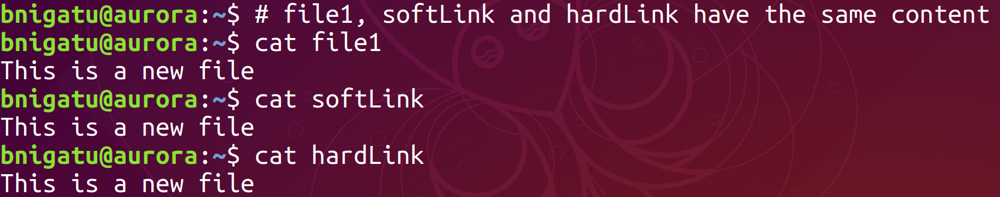 bnigatu@aurora:~$ # file1, softLink and hardLink have the same content
bnigatu@aurora:~$ cat file1
This is a new file
bnigatu@aurora:~$ cat softLink
This is a new file
bnigatu@aurora:~$ cat hardLink
This is a new file